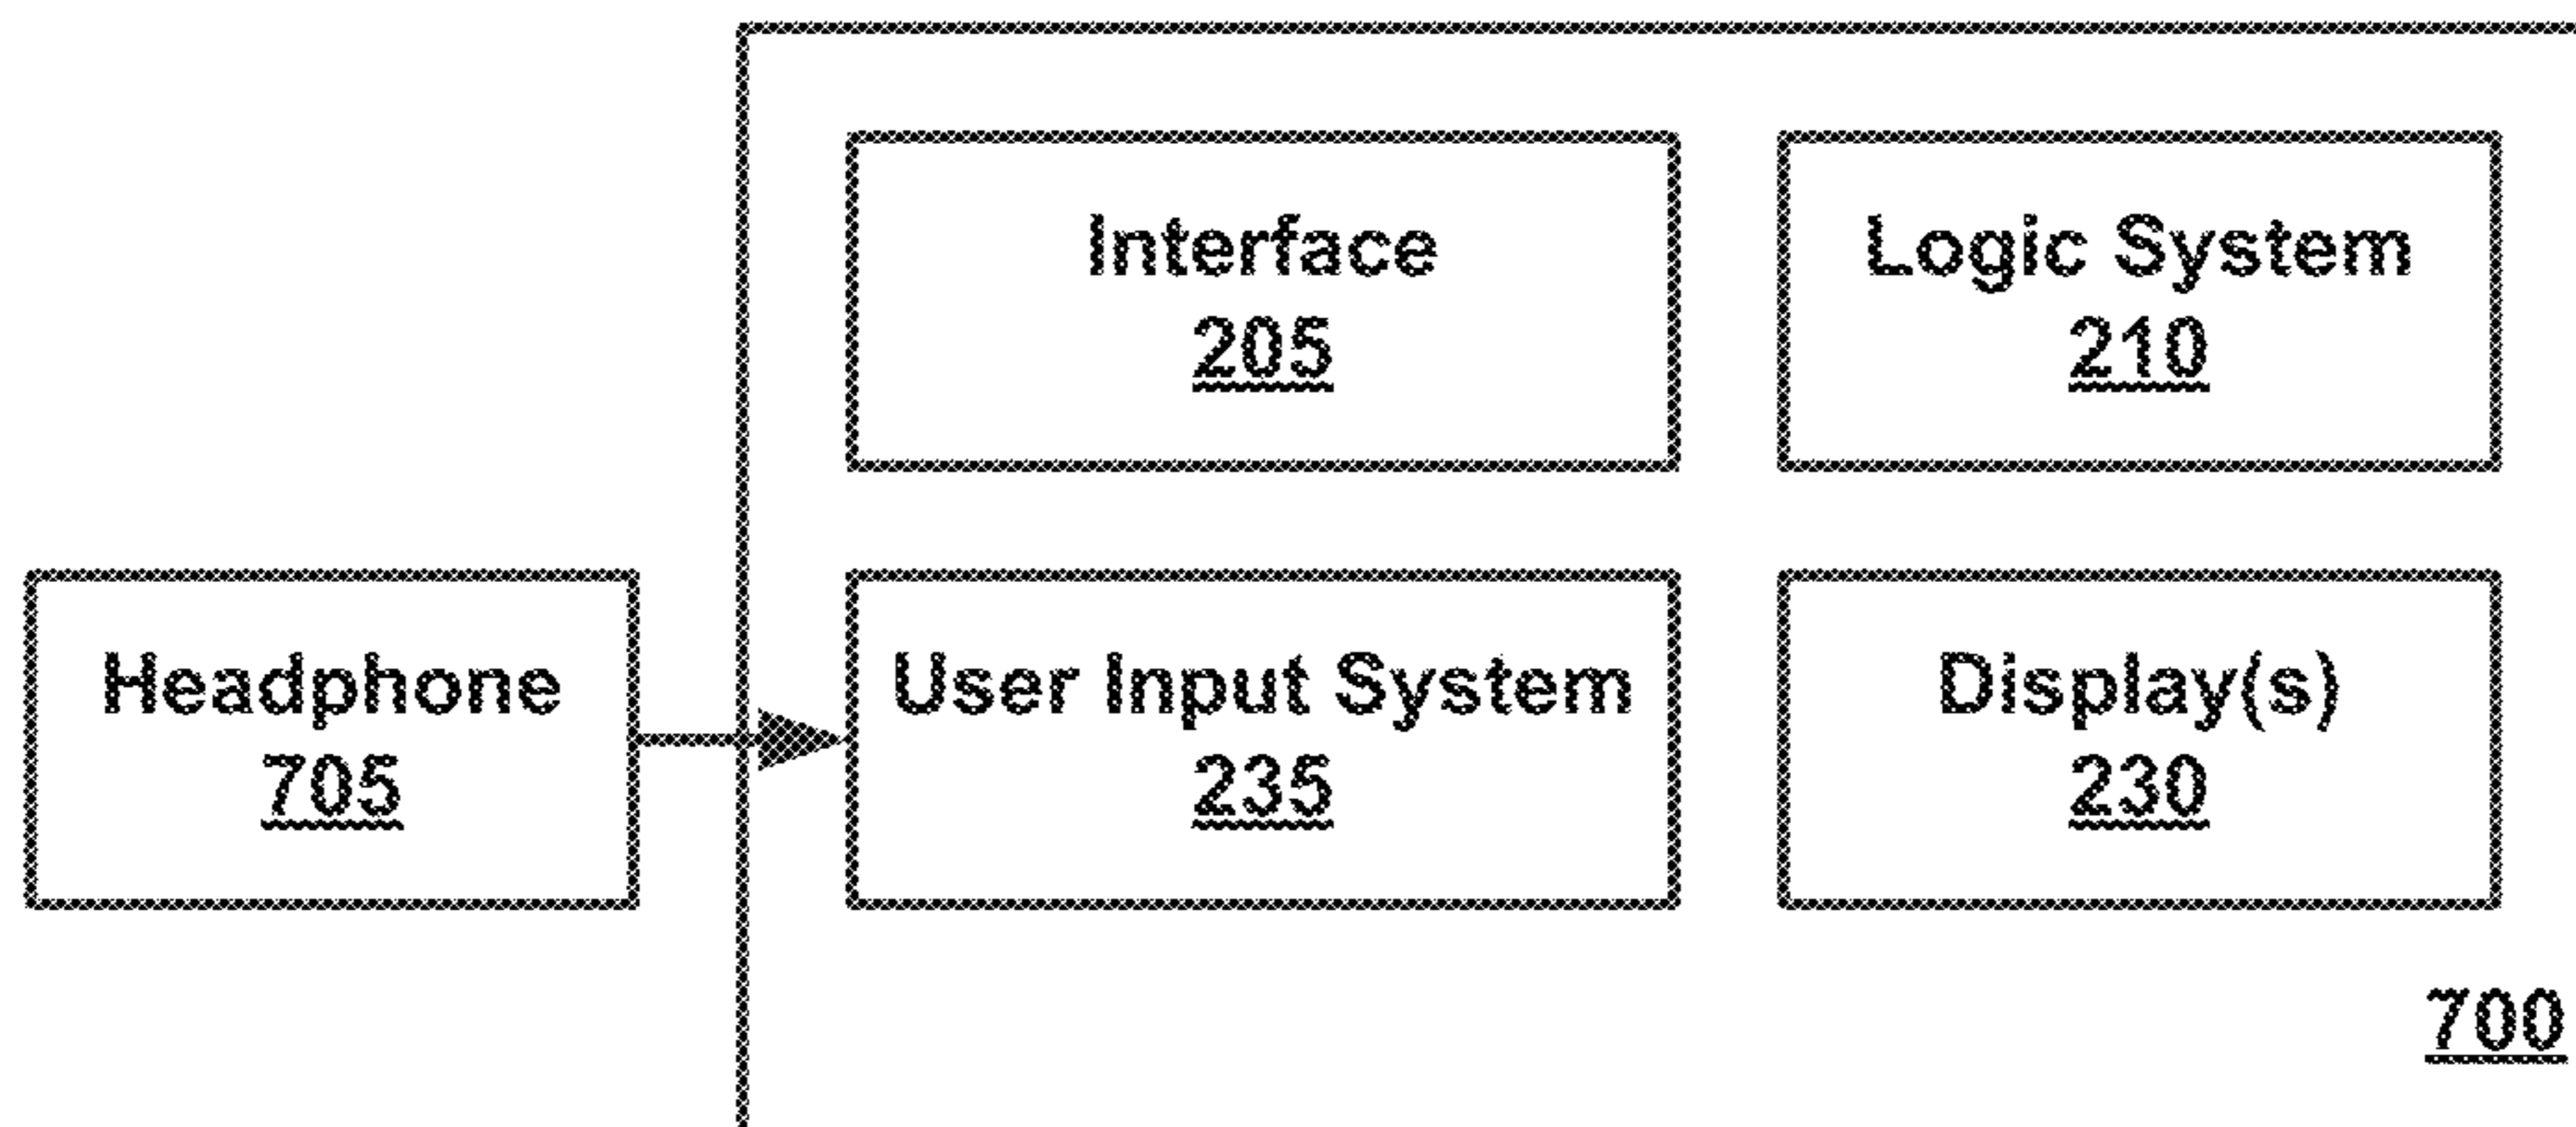 Interface
205
Logic System
210
Headphone
705
User Input System
235
Display(s)
230
700